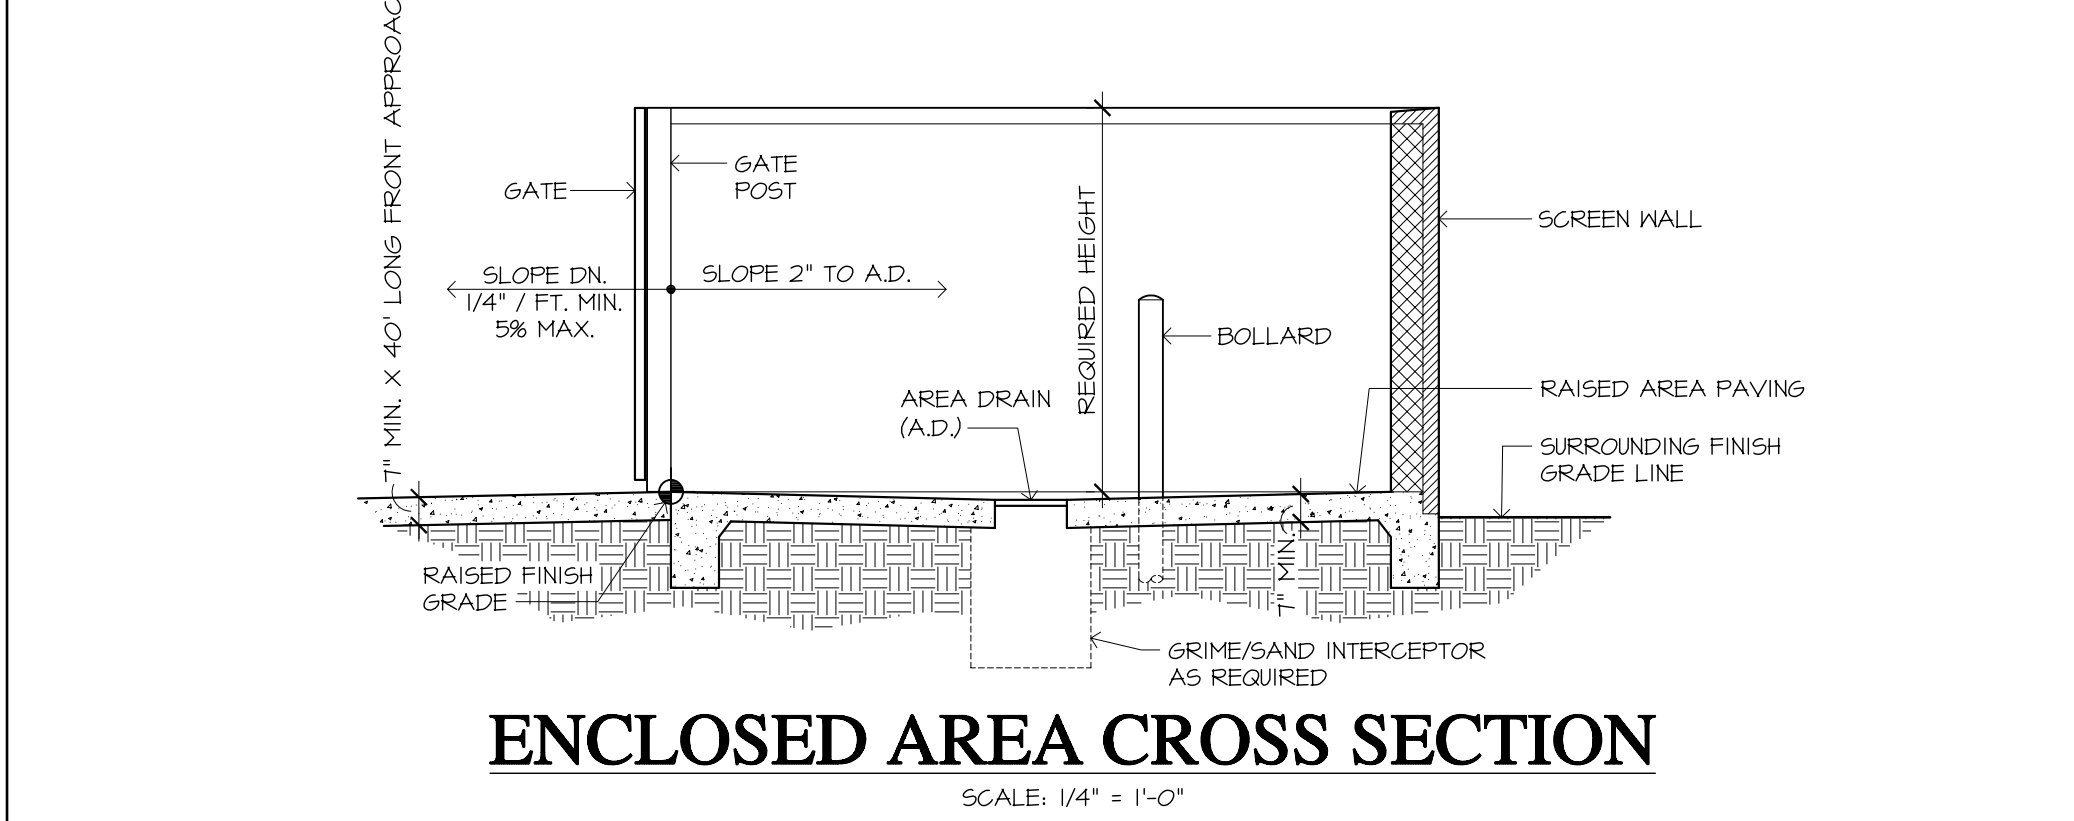 7" MIN. X 40' LONG FRONT APPROAC
GATE
GATE
POST
SLOPE DN.
1/4" / FT. MIN.
5% MAX.
SLOPE 2" TO A.D.
REQUIRED HEIGHT
SCREEN WALL
BOLLARD
AREA DRAIN
(A.D.)
RAISED AREA PAVING
SURROUNDING FINISH
GRADE LINE
RAISED FINISH
GRADE
7" MIN.
GRIME/SAND INTERCEPTOR
AS REQUIRED
ENCLOSED AREA CROSS SECTION
SCALE: 1/4" = 1'-0"